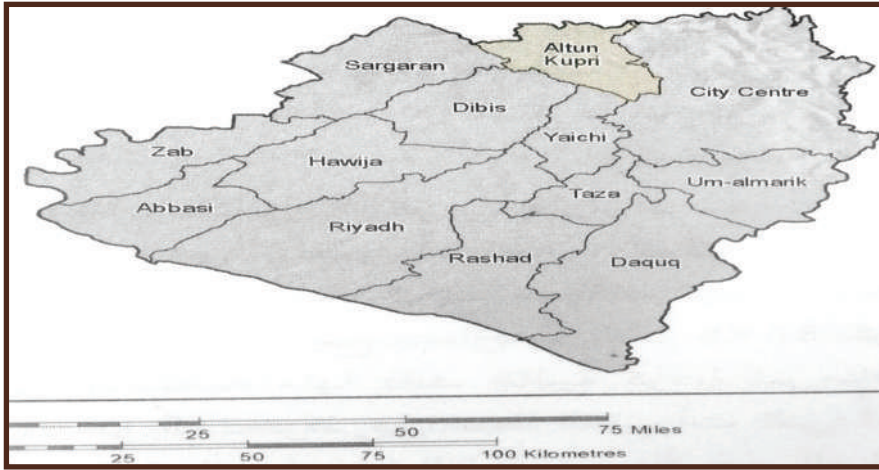 Altun
Kupri
Sargaran
City Centre
Dibis
Yaichi
Zab
Hawija
Um-almarik
Taza
Abbasi
Riyadh
Rashad
Daquq
25 50 75 Miles
25 50 75 100 Kilometres